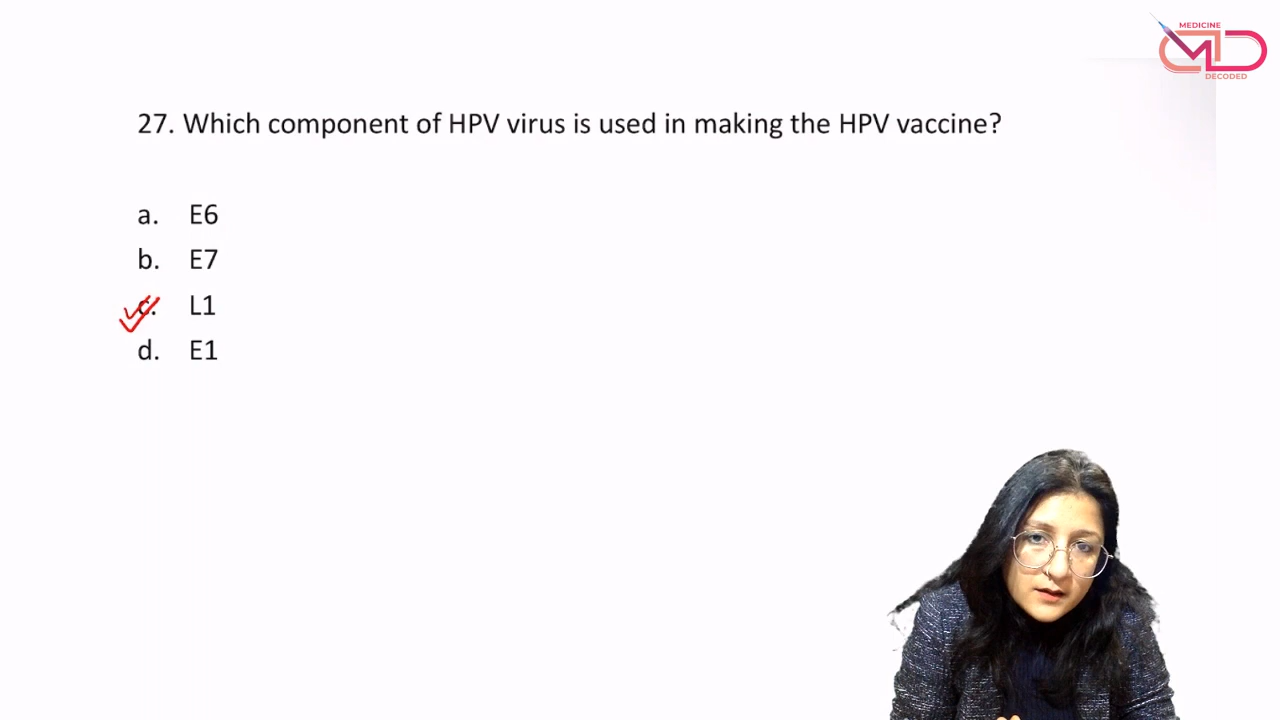 MEDICINE
DECODED
27. Which component of HPV virus is used in making the HPV vaccine?
a. E6
b. E7
c. L1
d. E1